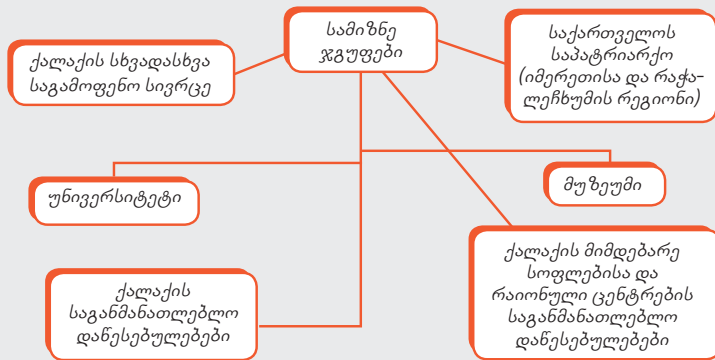 სამიზნე
ჯგუფები
ქალაქის სხვადასხვა
საგამოფენო სივრცე
საქართველოს
საპატრიარქო
(იმერეთისა და რაჭა-
ლეჩხუმის რეგიონი)
უნივერსიტეტი
მუზეუმი
ქალაქის
საგანმანათლებლო
დაწესებულებები
ქალაქის მიმდებარე
სოფლებისა და
რაიონული ცენტრების
საგანმანათლებლო
დაწესებულებები